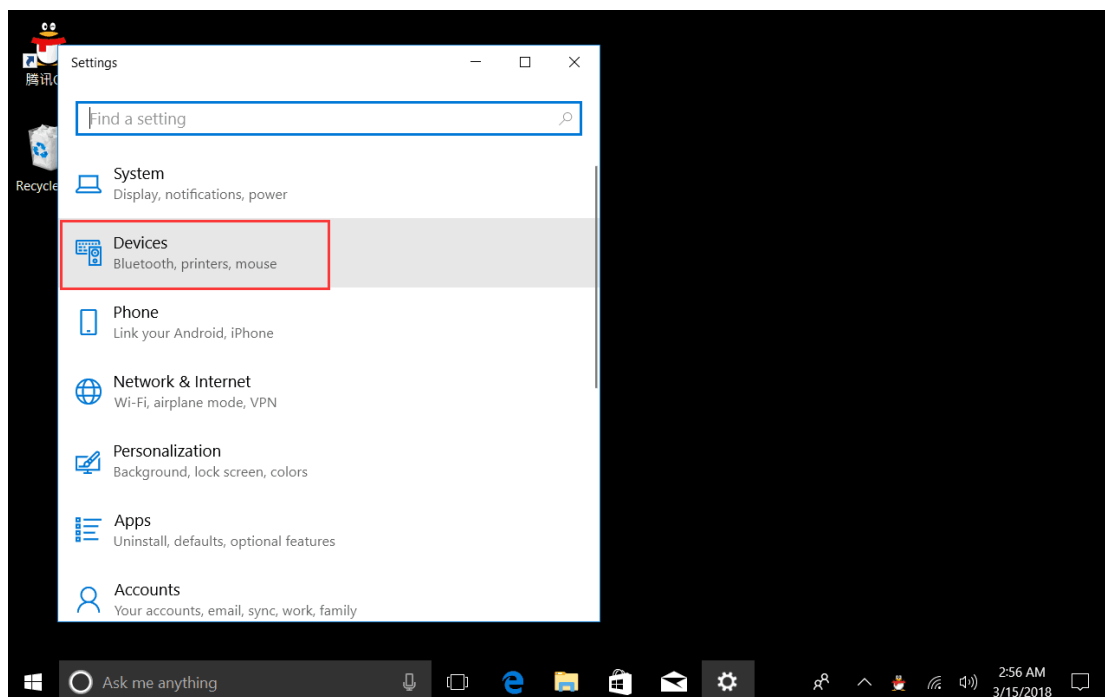 腾讯
Recycle
Settings
Find a setting
System
Display, notifications, power
Devices
Bluetooth, printers, mouse
Phone
Link your Android, iPhone
Network & Internet
Wi-Fi, airplane mode, VPN
Personalization
Background, lock screen, colors
Apps
Uninstall, defaults, optional features
Accounts
Your accounts, email, sync, work, family
Ask me anything
2:56 AM
3/15/2018